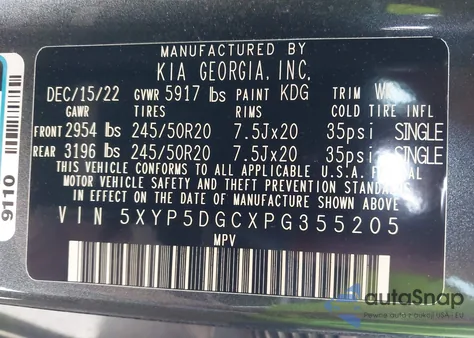 MANUFACTURED BY
KIA GEORGIA, INC.
DEC/15/22 GVWR 5917 lbs PAINT KDG TRIM WK
GAWR TIRES RIMS COLD TIRE INFL
FRONT 2954 lbs 245/50R20 7.5Jx20 35psi SINGLE
REAR 3196 lbs 245/50R20 7.5Jx20 35psi SINGLE
THIS VEHICLE CONFORMS TO ALL APPLICABLE U.S.A. FEDERAL
MOTOR VEHICLE SAFETY AND THEFT PREVENTION STANDARDS
IN EFFECT ON THE DATE OF MANUFACTURE SHOWN ABOVE.
VIN 5XYP5DGCXPG355205
MPV
9110
autoSnap